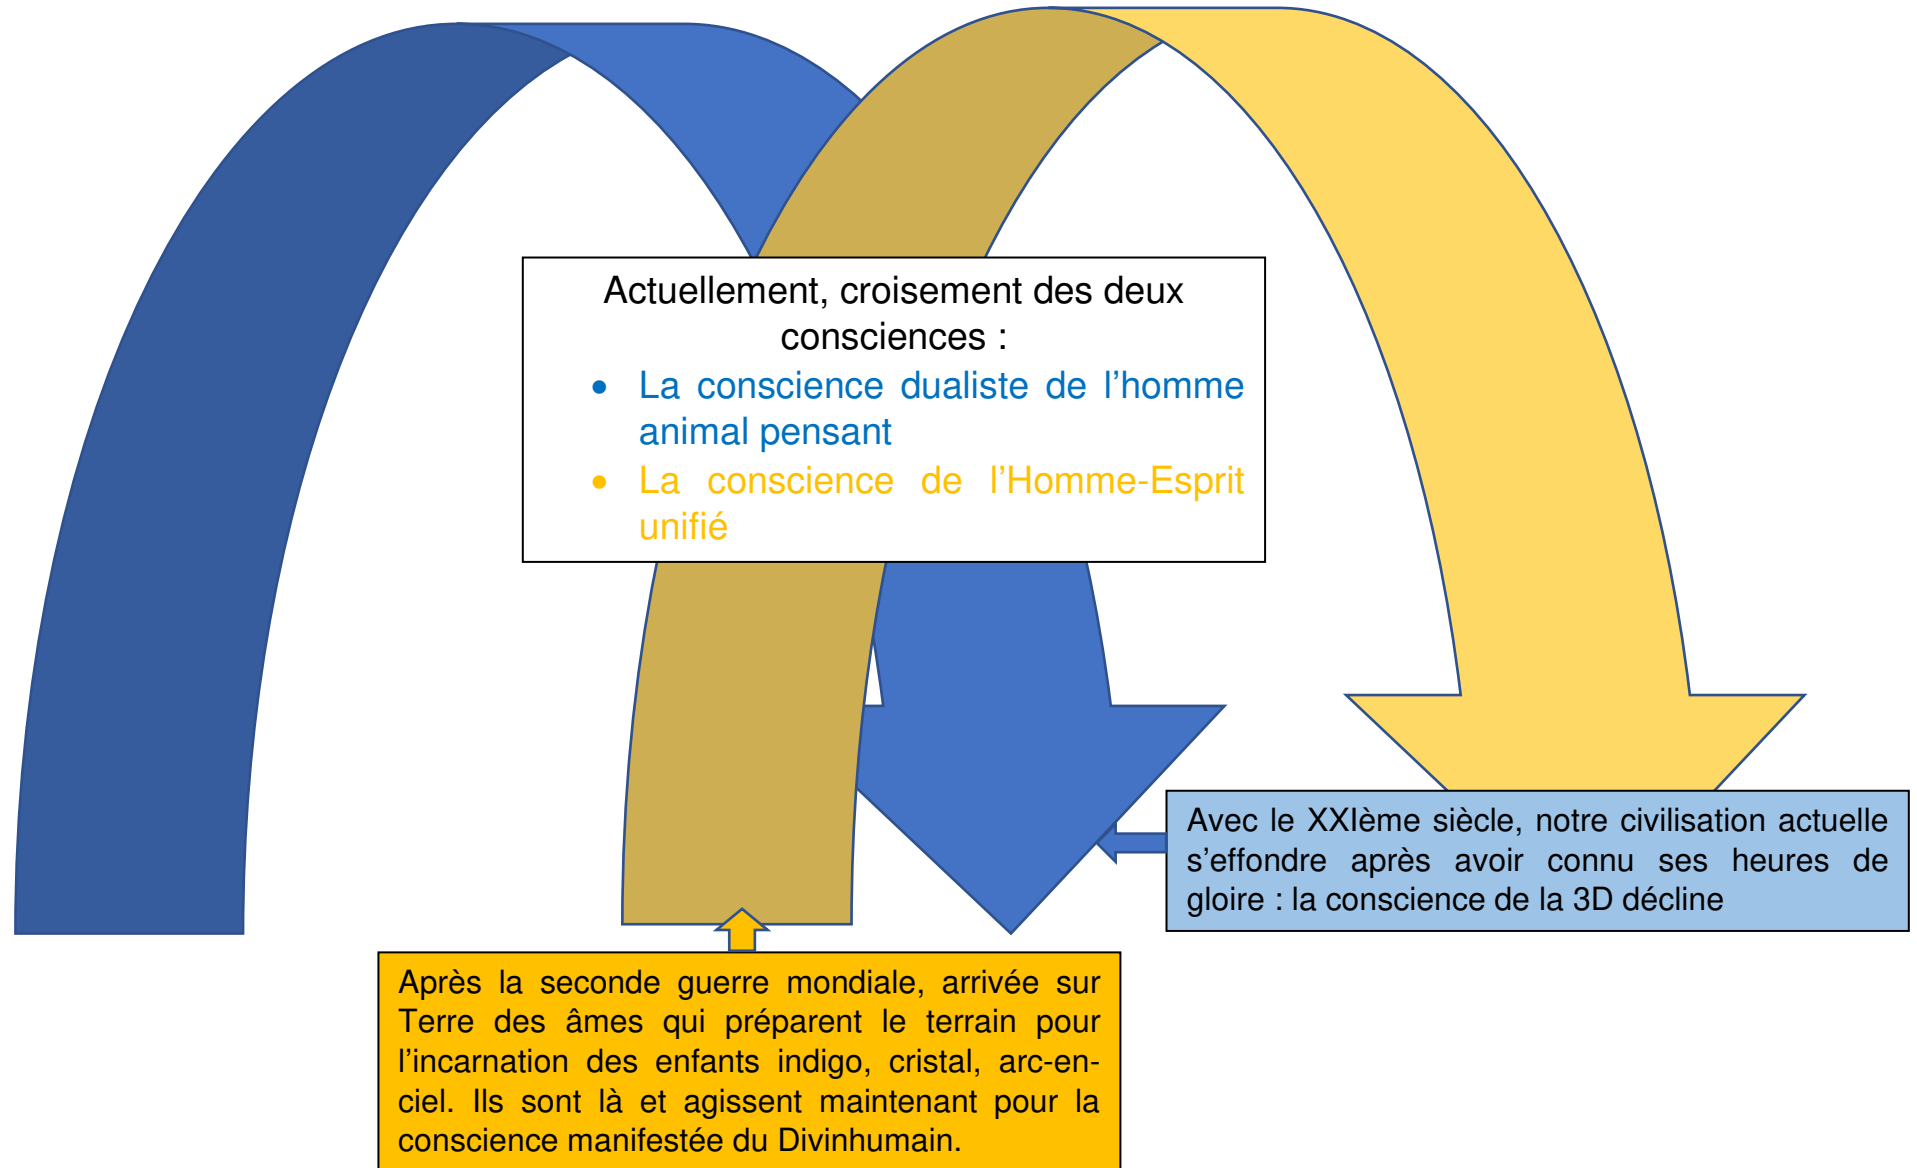 Actuellement, croisement des deux
consciences :
• La conscience dualiste de l’homme
animal pensant
• La conscience de l’Homme-Esprit
unifié
Avec le XXIème siècle, notre civilisation actuelle
s’effondre après avoir connu ses heures de
gloire : la conscience de la 3D décline
Après la seconde guerre mondiale, arrivée sur
Terre des âmes qui préparent le terrain pour
l’incarnation des enfants indigo, cristal, arc-en-
ciel. Ils sont là et agissent maintenant pour la
conscience manifestée du Divinhumain.